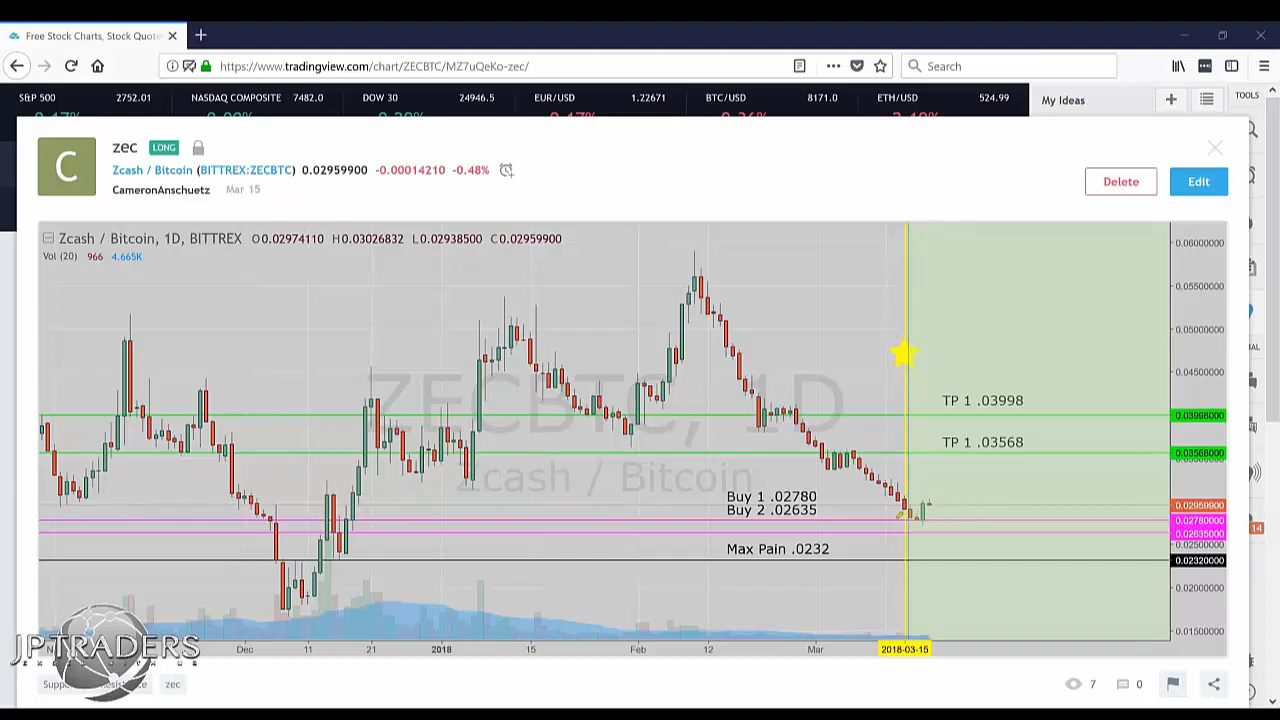 Free Stock Charts, Stock Quote
https://www.tradingview.com/chart/ZECBTC/MZ7uQeKo-zec/
Search
S&P 500 2752.01 NASDAQ COMPOSITE 7482.0 DOW 30 24946.5 EUR/USD 1.22671 BTC/USD 8171.0 ETH/USD 524.99
My Ideas
TOOLS
C
zec LONG
Zcash / Bitcoin (BITTREX:ZECBTC) 0.02959900 -0.00014210 -0.48%
CameronAnschuetz Mar 15
Delete
Edit
Zcash / Bitcoin, 1D, BITTREX O0.02974110 H0.03026832 L0.02938500 C0.02959900
Vol (20) 966 4.665K
ZECBTC, 1D
Zcash / Bitcoin
0.06000000
0.05500000
0.05000000
0.04500000
TP 1 .03998
0.03998000
TP 1 .03568
0.03568000
Buy 1 .02780
0.02959900
Buy 2 .02635
0.02780000
0.02635000
0.02500000
Max Pain .0232
0.02320000
0.02000000
0.01500000
14
Dec 11 21 2018 15 Feb 12 Mar 2018-03-15
JPTRADERS
zec
7
0